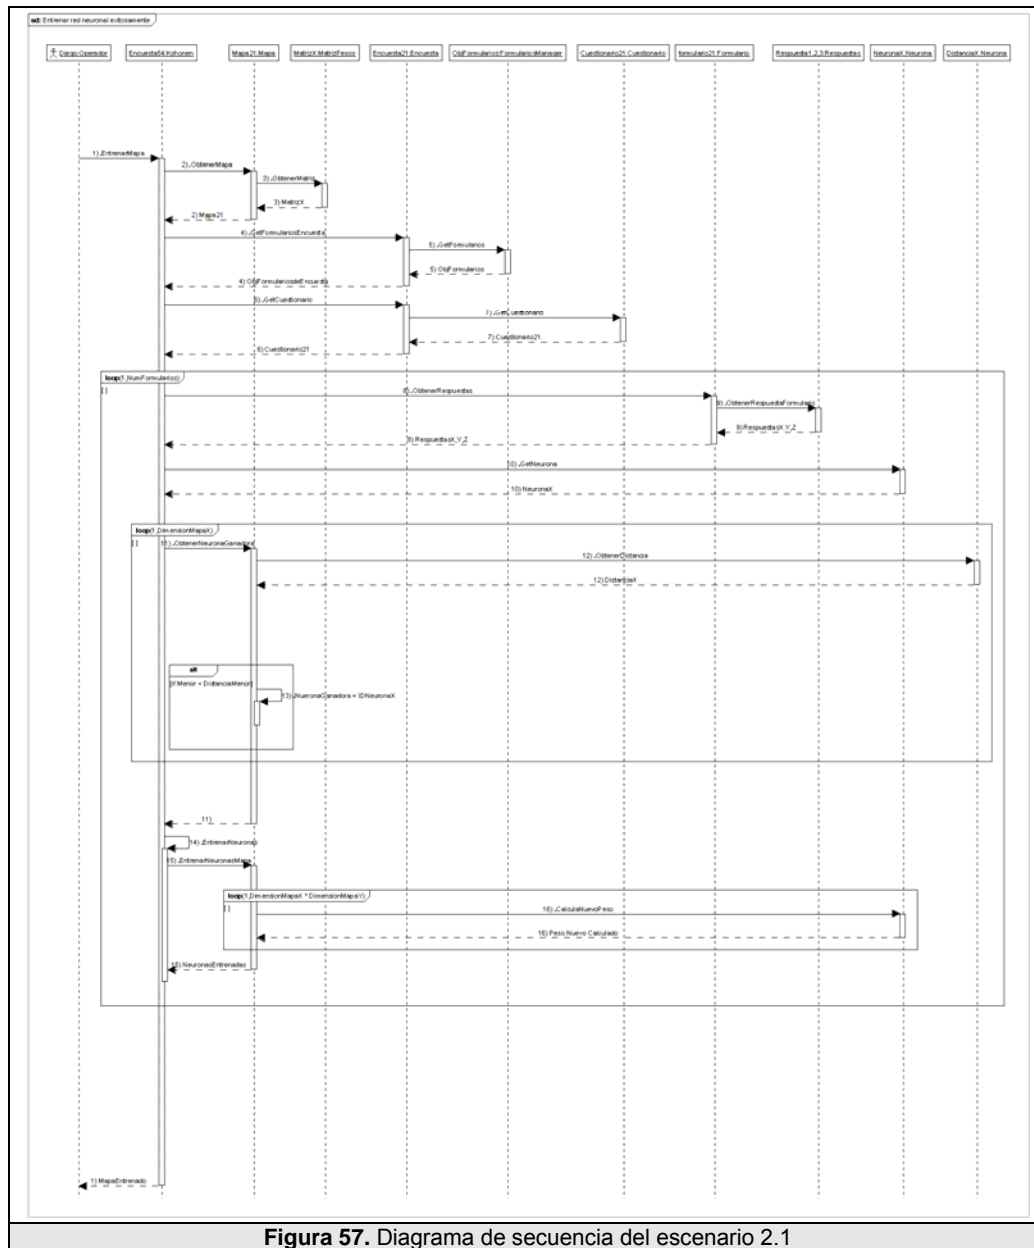 sd: Entrenar red neuronal exitosamente
Diego:Operador
Encuesta54:Kohonen
Mapa21:Mapa
MatrizX:MatrizPesos
Encuesta21:Encuesta
ObjFormularios:FormulariosManager
Cuestionario21:Cuestionario
formulario21:Formulario
Respuesta1,2,3:Respuestas
NeuronaX:Neurona
DistanciaX:Neurona
1) .EntrenarMapa
2) .ObtenerMapa
3) .ObtenerMatriz
3) MatrizX
2) Mapa21
4) .GetFormulariosEncuesta
5) .GetFormularios
5) ObjFormularios
4) ObjFormulariosdeEncuesta
6) .GetCuestionario
7) .GetCuestionario
7) Cuestionario21
6) Cuestionario21
loop(1,NumFormularios)
[ ]
8) .ObtenerRespuestas
9) .ObtenerRespuestaFormulario
9) RespuestasX,Y,Z
8) RespuestasX,Y,Z
10) .GetNeurona
10) NeuronaX
loop(1,DimensionMapaX)
[ ]
11) .ObtenerNeuronaGanadora
12) .ObtenerDistancia
12) DistanciaX
alt
[if Menor < DistanciaMenor]
13) .NueronaGanadora = IDNeuronaX
11)
14) .EntrenarNeuronas
15) .EntrenarNeuronasMapa
loop(1,DimensionMapaX * DimensionMapaY)
[ ]
16) .CalculaNuevoPeso
16) Peso Nuevo Calculado
15) NeuronasEntrenadas
1) MapaEntrenado
Figura 57. Diagrama de secuencia del escenario 2.1